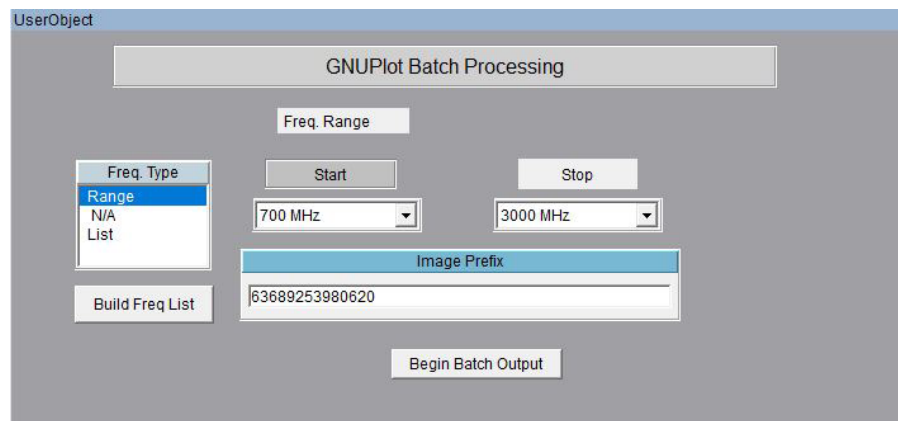 UserObject
GNUPlot Batch Processing
Freq. Range
Freq. Type
Range
N/A
List
Start
Stop
700 MHz
3000 MHz
Image Prefix
63689253980620
Build Freq List
Begin Batch Output